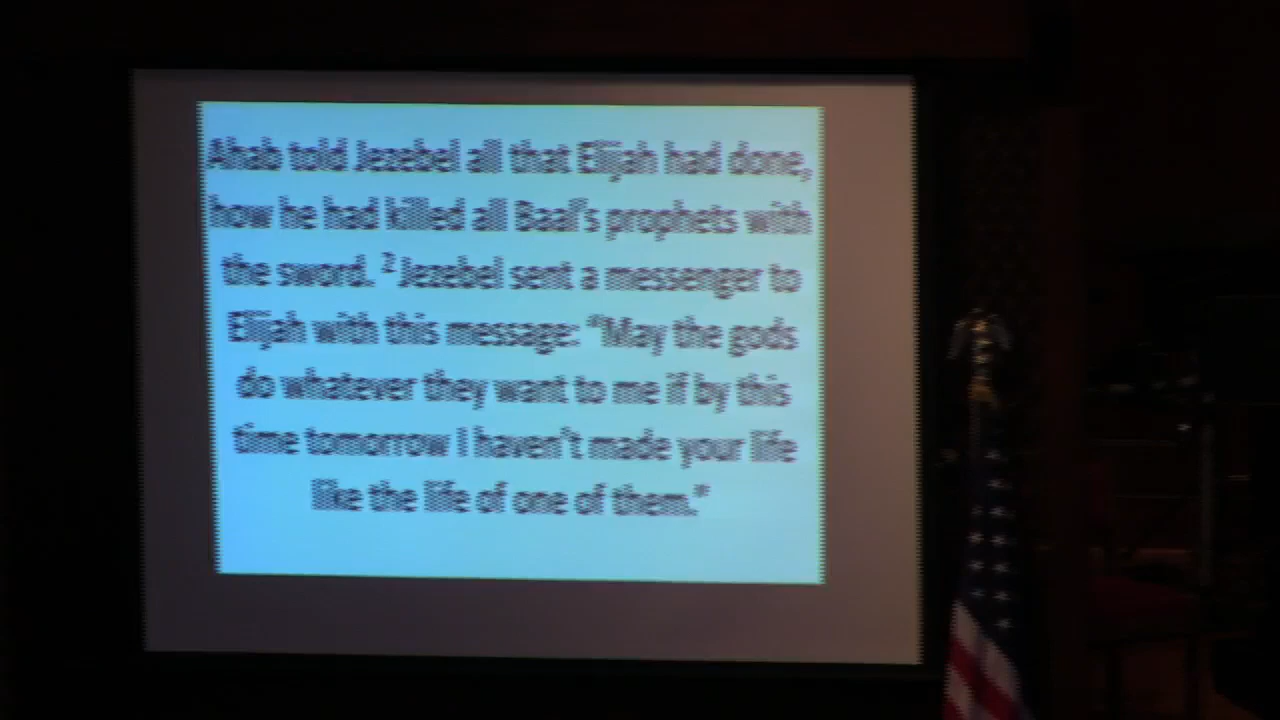 Ahab told Jezebel all that Elijah had done,
how he had killed all Baal's prophets with
the sword. ² Jezebel sent a messenger to
Elijah with this message: "May the gods
do whatever they want to me if by this
time tomorrow I haven't made your life
like the life of one of them."